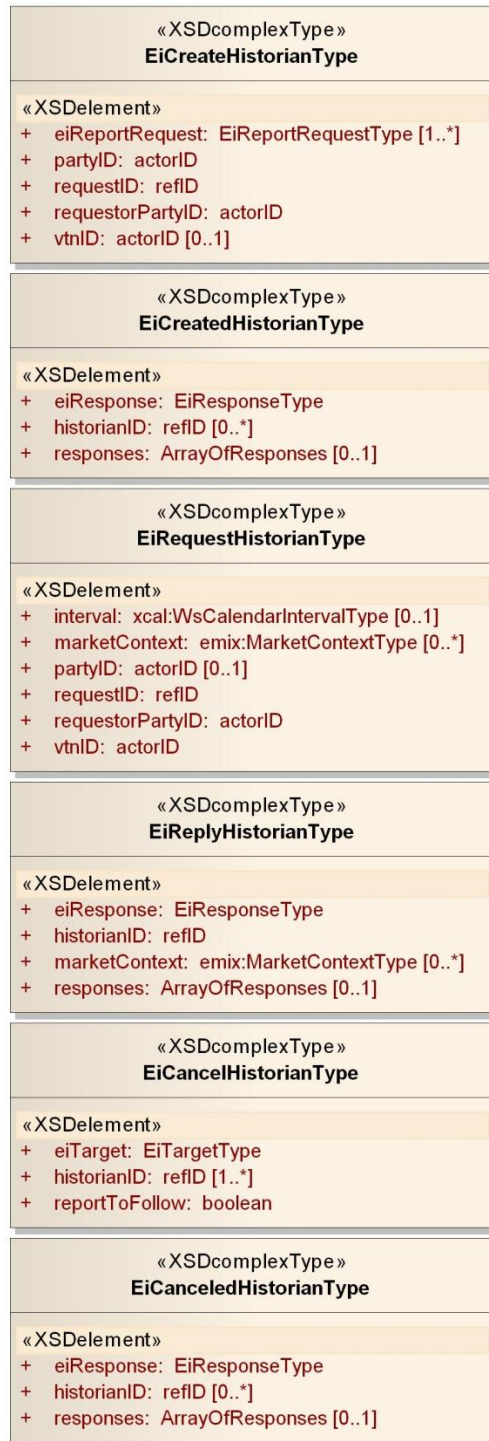 «XSDcomplexType»
EiCreateHistorianType
«XSDelement»
+ eiReportRequest: EiReportRequestType [1..*]
+ partyID: actorID
+ requestID: refID
+ requestorPartyID: actorID
+ vtnID: actorID [0..1]
«XSDcomplexType»
EiCreatedHistorianType
«XSDelement»
+ eiResponse: EiResponseType
+ historianID: refID [0..*]
+ responses: ArrayOfResponses [0..1]
«XSDcomplexType»
EiRequestHistorianType
«XSDelement»
+ interval: xcal:WsCalendarIntervalType [0..1]
+ marketContext: emix:MarketContextType [0..*]
+ partyID: actorID [0..1]
+ requestID: refID
+ requestorPartyID: actorID
+ vtnID: actorID
«XSDcomplexType»
EiReplyHistorianType
«XSDelement»
+ eiResponse: EiResponseType
+ historianID: refID
+ marketContext: emix:MarketContextType [0..*]
+ responses: ArrayOfResponses [0..1]
«XSDcomplexType»
EiCancelHistorianType
«XSDelement»
+ eiTarget: EiTargetType
+ historianID: refID [1..*]
+ reportToFollow: boolean
«XSDcomplexType»
EiCanceledHistorianType
«XSDelement»
+ eiResponse: EiResponseType
+ historianID: refID [0..*]
+ responses: ArrayOfResponses [0..1]